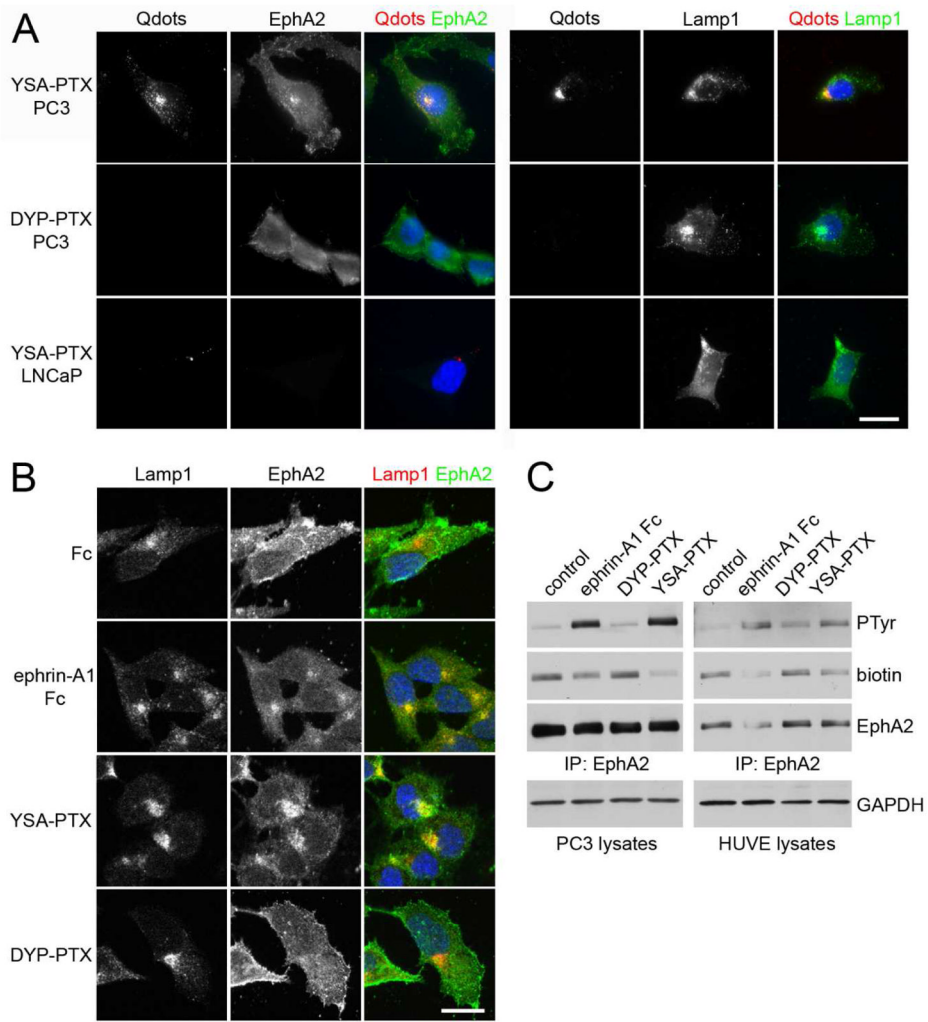 A
Qdots EphA2 Qdots EphA2
Qdots Lamp1 Qdots Lamp1
YSA-PTX
PC3
DYP-PTX
PC3
YSA-PTX
LNCaP
B
Lamp1 EphA2 Lamp1 EphA2
Fc
ephrin-A1
Fc
YSA-PTX
DYP-PTX
C
control ephrin-A1 Fc DYP-PTX YSA-PTX
control ephrin-A1 Fc DYP-PTX YSA-PTX
PTyr
biotin
EphA2
IP: EphA2 IP: EphA2
GAPDH
PC3 lysates HUVE lysates